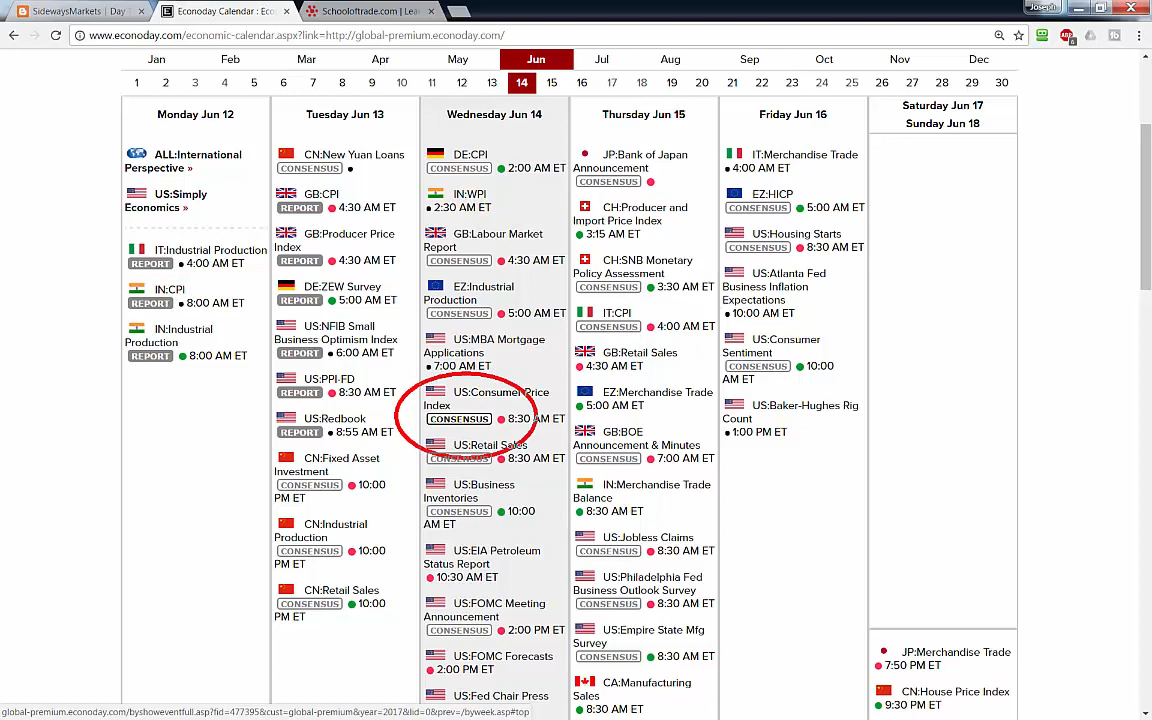 SidewaysMarkets | Day T
Econoday Calendar : Eco
Schooloftrade.com | Lea
Joseph
www.econoday.com/economic-calendar.aspx?link=http://global-premium.econoday.com/
Jan Feb Mar Apr May Jun Jul Aug Sep Oct Nov Dec
1 2 3 4 5 6 7 8 9 10 11 12 13 14 15 16 17 18 19 20 21 22 23 24 25 26 27 28 29 30
Monday Jun 12
ALL:International
Perspective »
US:Simply
Economics »
IT:Industrial Production
REPORT 4:00 AM ET
IN:CPI
REPORT 8:00 AM ET
IN:Industrial
Production
REPORT 8:00 AM ET
Tuesday Jun 13
CN:New Yuan Loans
CONSENSUS
GB:CPI
REPORT 4:30 AM ET
GB:Producer Price
Index
REPORT 4:30 AM ET
DE:ZEW Survey
REPORT 5:00 AM ET
US:NFIB Small
Business Optimism Index
REPORT 6:00 AM ET
US:PPI-FD
REPORT 8:30 AM ET
US:Redbook
REPORT 8:55 AM ET
CN:Fixed Asset
Investment
CONSENSUS 10:00
PM ET
CN:Industrial
Production
CONSENSUS 10:00
PM ET
CN:Retail Sales
CONSENSUS 10:00
PM ET
Wednesday Jun 14
DE:CPI
CONSENSUS 2:00 AM ET
IN:WPI
2:30 AM ET
GB:Labour Market
Report
CONSENSUS 4:30 AM ET
EZ:Industrial
Production
CONSENSUS 5:00 AM ET
US:MBA Mortgage
Applications
7:00 AM ET
US:Consumer Price
Index
CONSENSUS 8:30 AM ET
US:Retail Sales
CONSENSUS 8:30 AM ET
US:Business
Inventories
CONSENSUS 10:00
AM ET
US:EIA Petroleum
Status Report
10:30 AM ET
US:FOMC Meeting
Announcement
CONSENSUS 2:00 PM ET
US:FOMC Forecasts
2:00 PM ET
US:Fed Chair Press
Thursday Jun 15
JP:Bank of Japan
Announcement
CONSENSUS
CH:Producer and
Import Price Index
3:15 AM ET
CH:SNB Monetary
Policy Assessment
CONSENSUS 3:30 AM ET
IT:CPI
CONSENSUS 4:00 AM ET
GB:Retail Sales
4:30 AM ET
EZ:Merchandise Trade
5:00 AM ET
GB:BOE
Announcement & Minutes
CONSENSUS 7:00 AM ET
IN:Merchandise Trade
Balance
8:30 AM ET
US:Jobless Claims
CONSENSUS 8:30 AM ET
US:Philadelphia Fed
Business Outlook Survey
CONSENSUS 8:30 AM ET
US:Empire State Mfg
Survey
CONSENSUS 8:30 AM ET
CA:Manufacturing
Sales
8:30 AM ET
Friday Jun 16
IT:Merchandise Trade
4:00 AM ET
EZ:HICP
CONSENSUS 5:00 AM ET
US:Housing Starts
CONSENSUS 8:30 AM ET
US:Atlanta Fed
Business Inflation
Expectations
10:00 AM ET
US:Consumer
Sentiment
CONSENSUS 10:00
AM ET
US:Baker-Hughes Rig
Count
1:00 PM ET
Saturday Jun 17
Sunday Jun 18
JP:Merchandise Trade
7:50 PM ET
CN:House Price Index
9:30 PM ET
global-premium.econoday.com/byshoweventfull.asp?fid=477395&cust=global-premium&year=2017&lid=0&prev=/byweek.asp#top